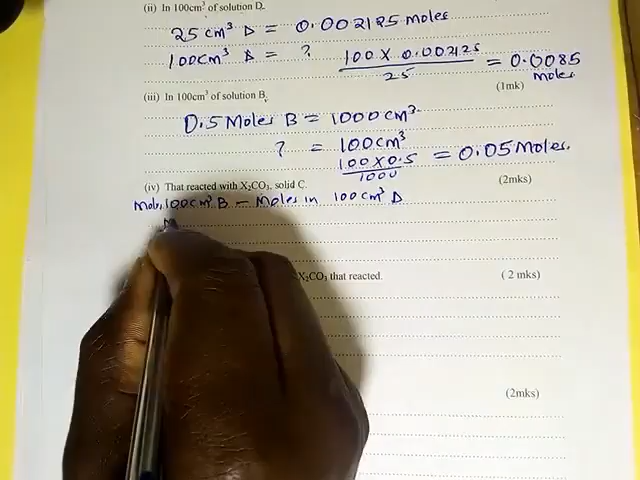 (ii) In 100cm³ of solution D.
25 cm³ D = 0.002125 moles
100cm³ D = ? 100 X 0.002125 / 25 = 0.0085 moles
(iii) In 100cm³ of solution B. (1mk)
0.5 Moles B = 1000 cm³
? = 100cm³
100 X 0.5 / 1000 = 0.05 Moles.
(iv) That reacted with X₂CO₃, solid C. (2mks)
100cm³ B – Moles in 100cm³ D
X₂CO₃ that reacted. ( 2 mks)
(2mks)